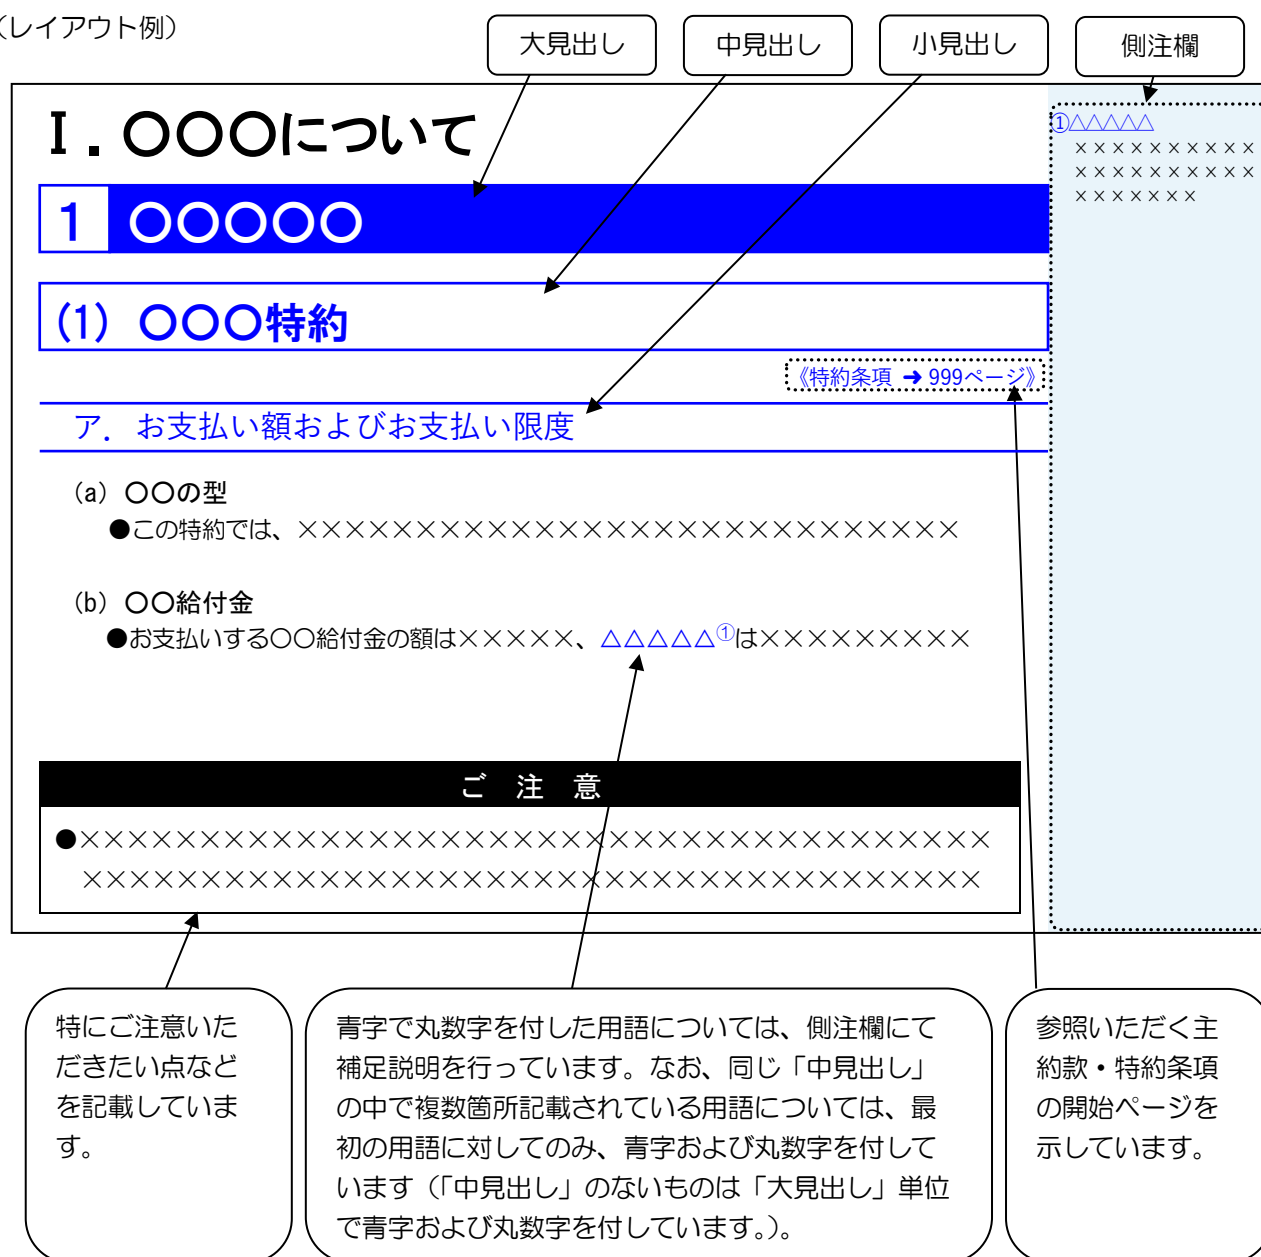 （レイアウト例）
大見出し
中見出し
小見出し
側注欄
Ⅰ．〇〇〇について
1 〇〇〇〇〇
(1) 〇〇〇特約
《特約条項 ➜ 999ページ》
ア．お支払い額およびお支払い限度
(a) 〇〇の型
●この特約では、××××××××××××××××××××××××××××
(b) 〇〇給付金
●お支払いする〇〇給付金の額は×××××、△△△△△①は×××××××××
ご 注 意
●××××××××××××××××××××××××××××××××××××××
××××××××××××××××××××××××××××××××××××××
①△△△△△
××××××××××
××××××××××
×××××××
特にご注意いた
だきたい点など
を記載していま
す。
青字で丸数字を付した用語については、側注欄にて
補足説明を行っています。なお、同じ「中見出し」
の中で複数箇所記載されている用語については、最
初の用語に対してのみ、青字および丸数字を付して
います（「中見出し」のないものは「大見出し」単位
で青字および丸数字を付しています。）。
参照いただく主
約款・特約条項
の開始ページを
示しています。